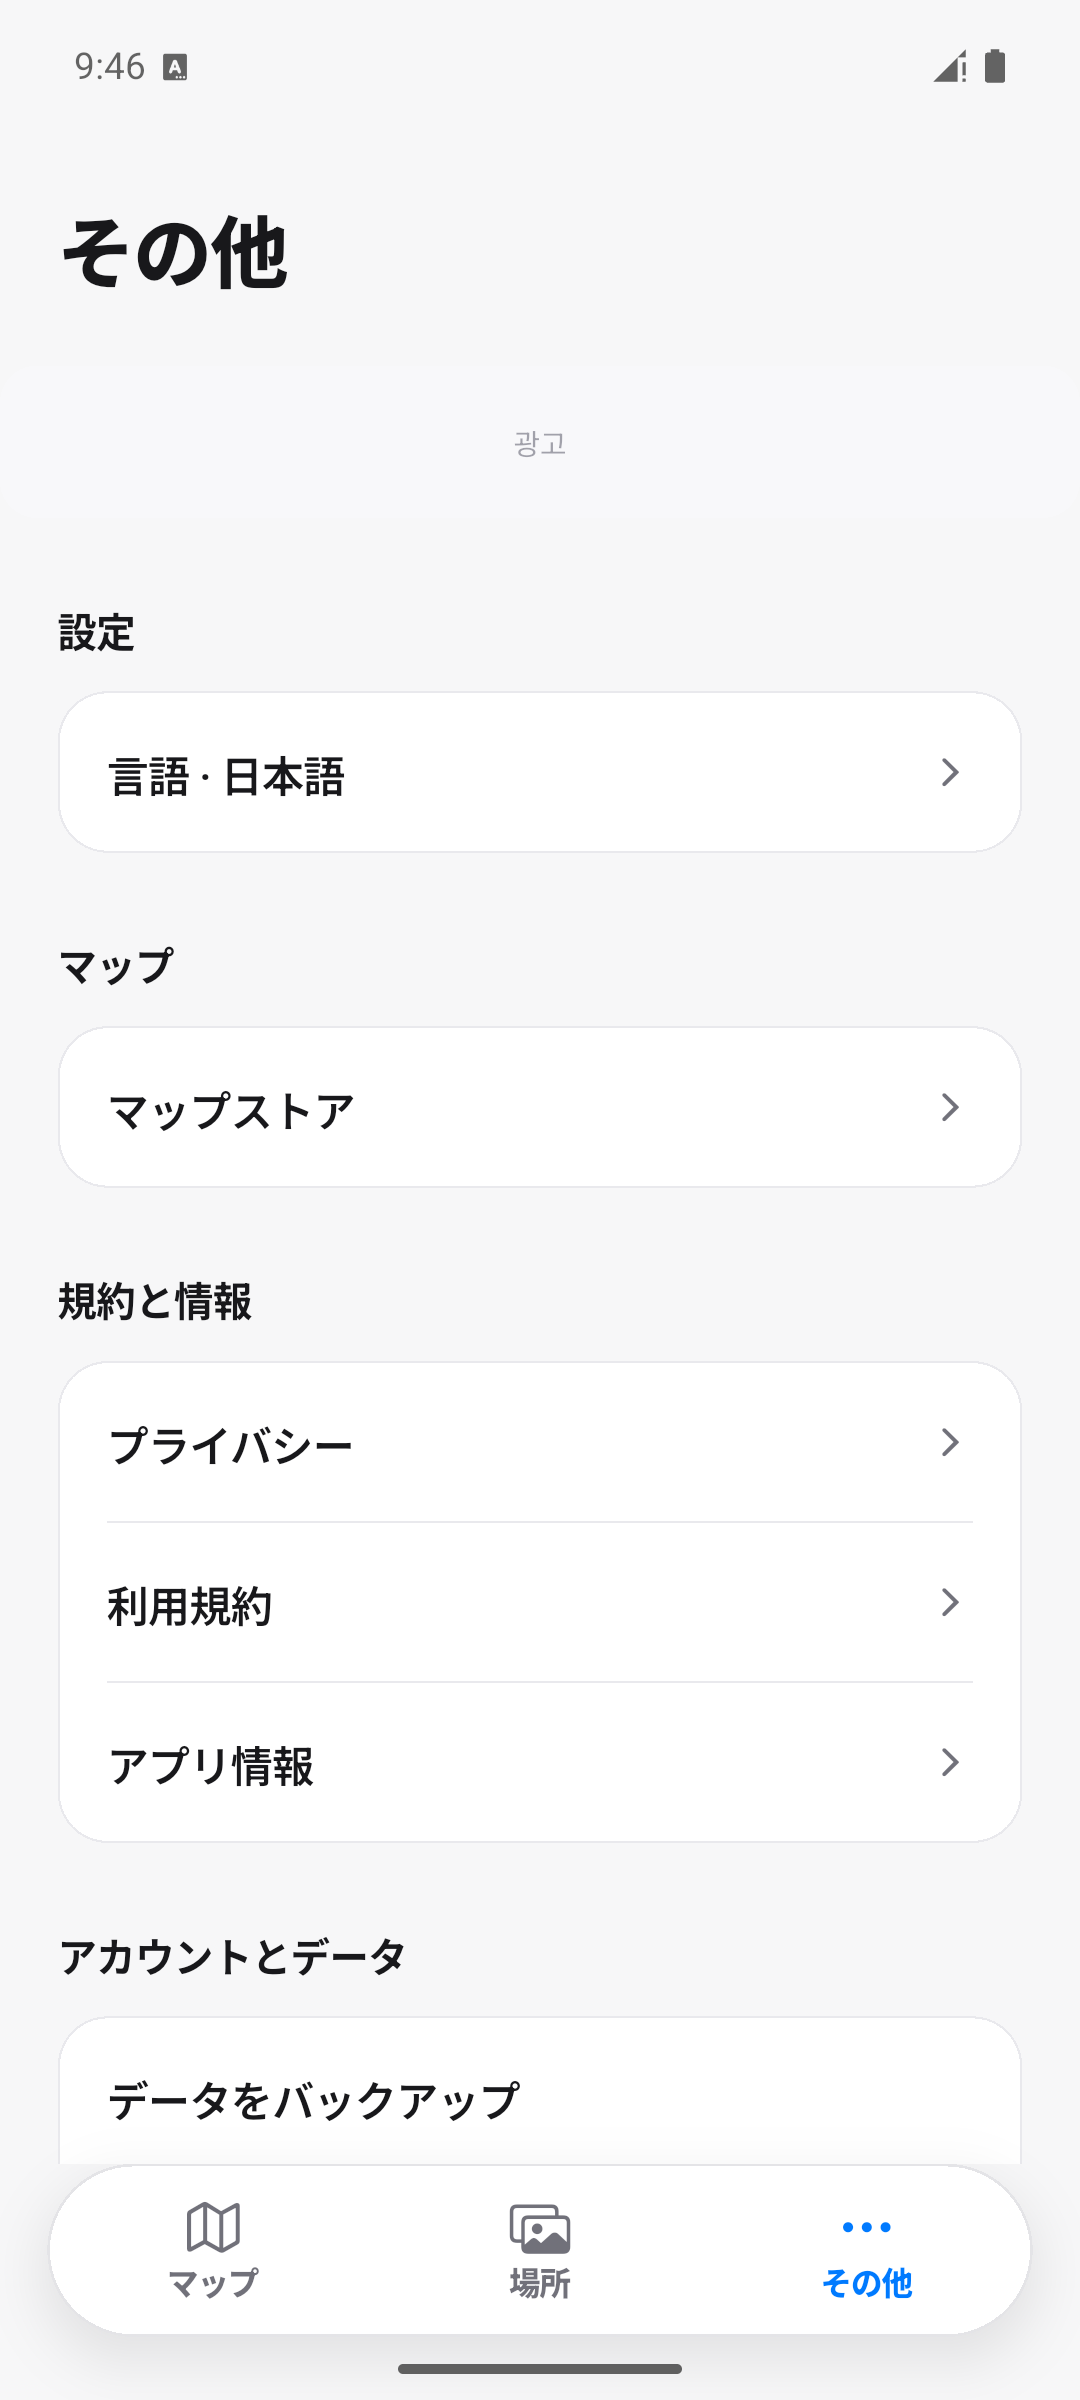 9:46
その他
광고
設定
言語 · 日本語
マップ
マップストア
規約と情報
プライバシー
利用規約
アプリ情報
アカウントとデータ
データをバックアップ
マップ
場所
その他